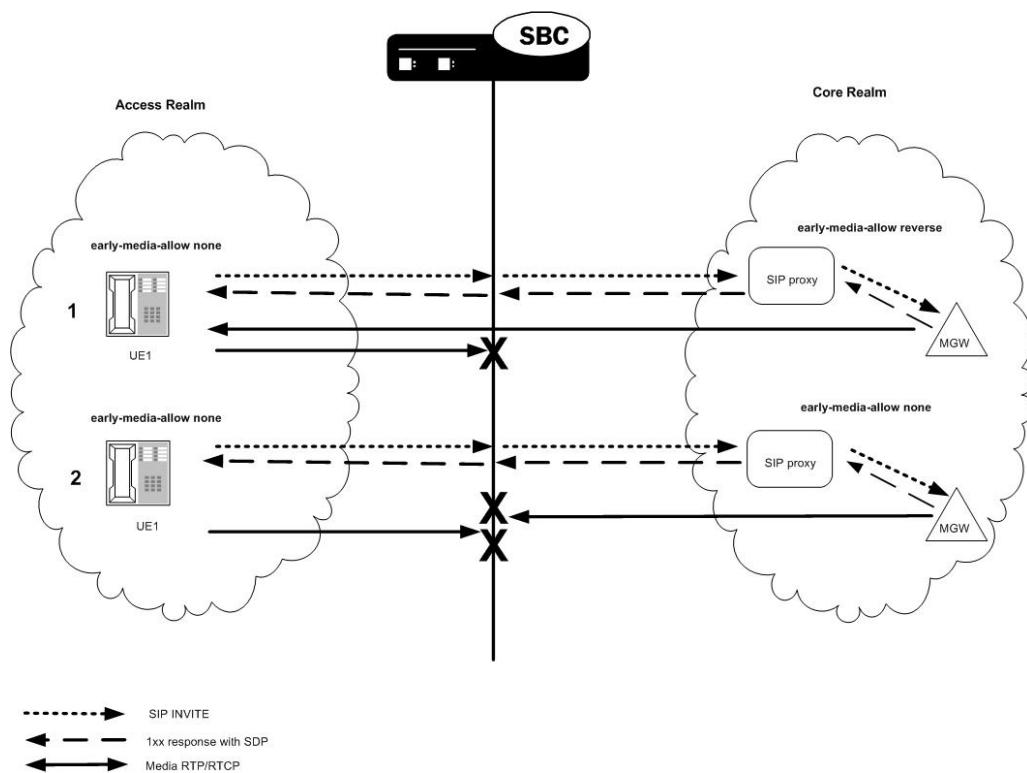 SBC
Access Realm
Core Realm
early-media-allow none
early-media-allow reverse
SIP proxy
1
UE1
MGW
early-media-allow none
early-media-allow none
SIP proxy
2
UE1
MGW
X
X
X
SIP INVITE
1xx response with SDP
Media RTP/RTCP